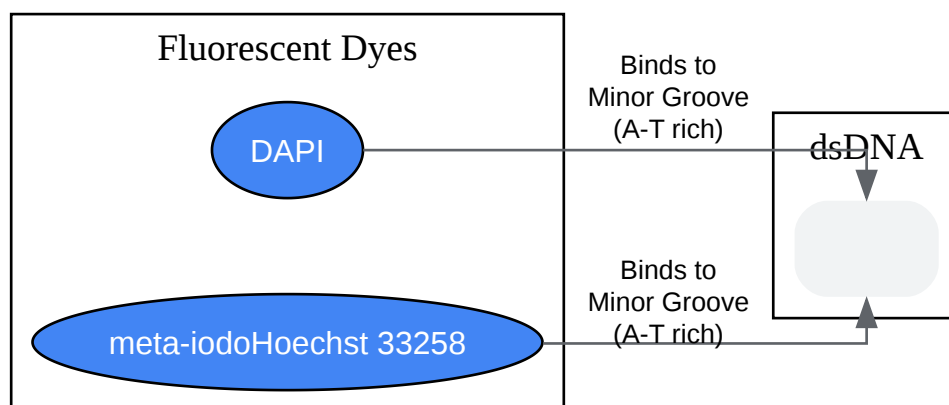 Fluorescent Dyes
DAPI
Binds to
Minor Groove
(A-T rich)
dsDNA
meta-iodoHoechst 33258
Binds to
Minor Groove
(A-T rich)